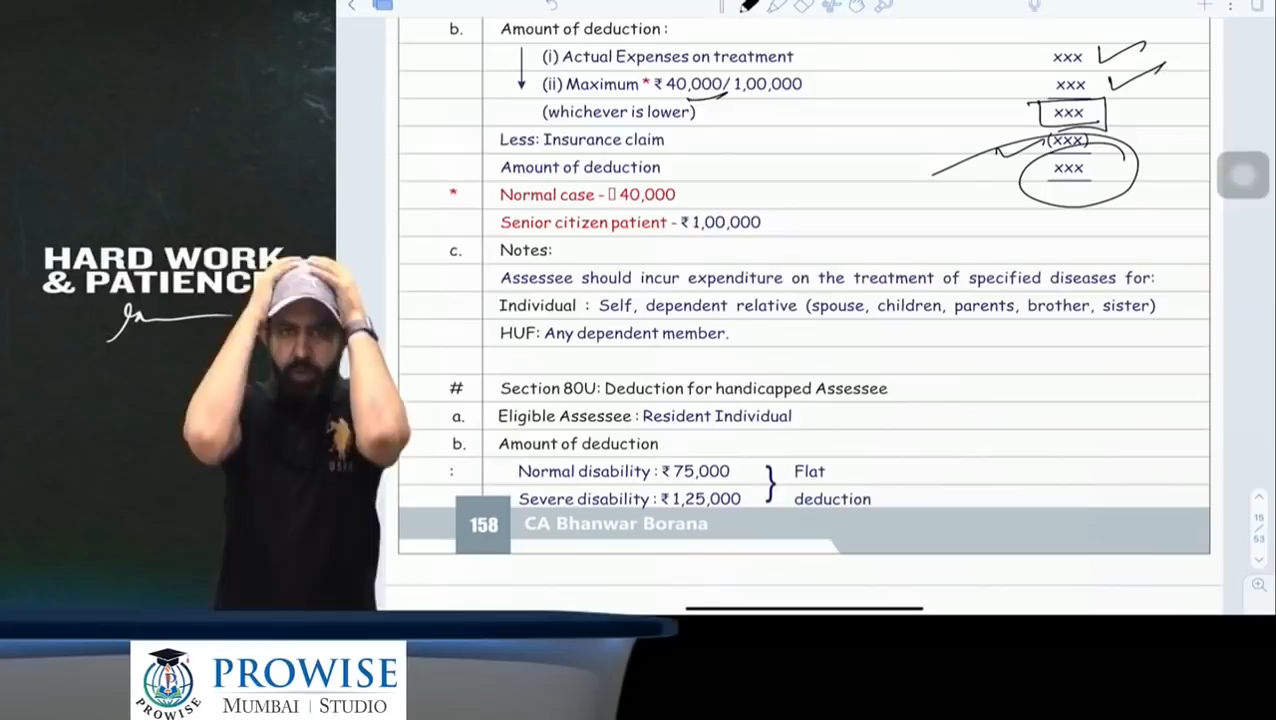 b. Amount of deduction :
(i) Actual Expenses on treatment xxx
(ii) Maximum * ₹ 40,000/ 1,00,000 xxx
(whichever is lower) xxx
Less: Insurance claim (xxx)
Amount of deduction xxx
* Normal case - ▯ 40,000
Senior citizen patient - ₹ 1,00,000
c. Notes:
Assessee should incur expenditure on the treatment of specified diseases for:
Individual : Self, dependent relative (spouse, children, parents, brother, sister)
HUF: Any dependent member.
# Section 80U: Deduction for handicapped Assessee
a. Eligible Assessee : Resident Individual
b. Amount of deduction
: Normal disability : ₹ 75,000 } Flat
Severe disability : ₹ 1,25,000 deduction
158 CA Bhanwar Borana
HARD WORK
& PATIENC
15
/
53
PROWISE
PROWISE
MUMBAI | STUDIO